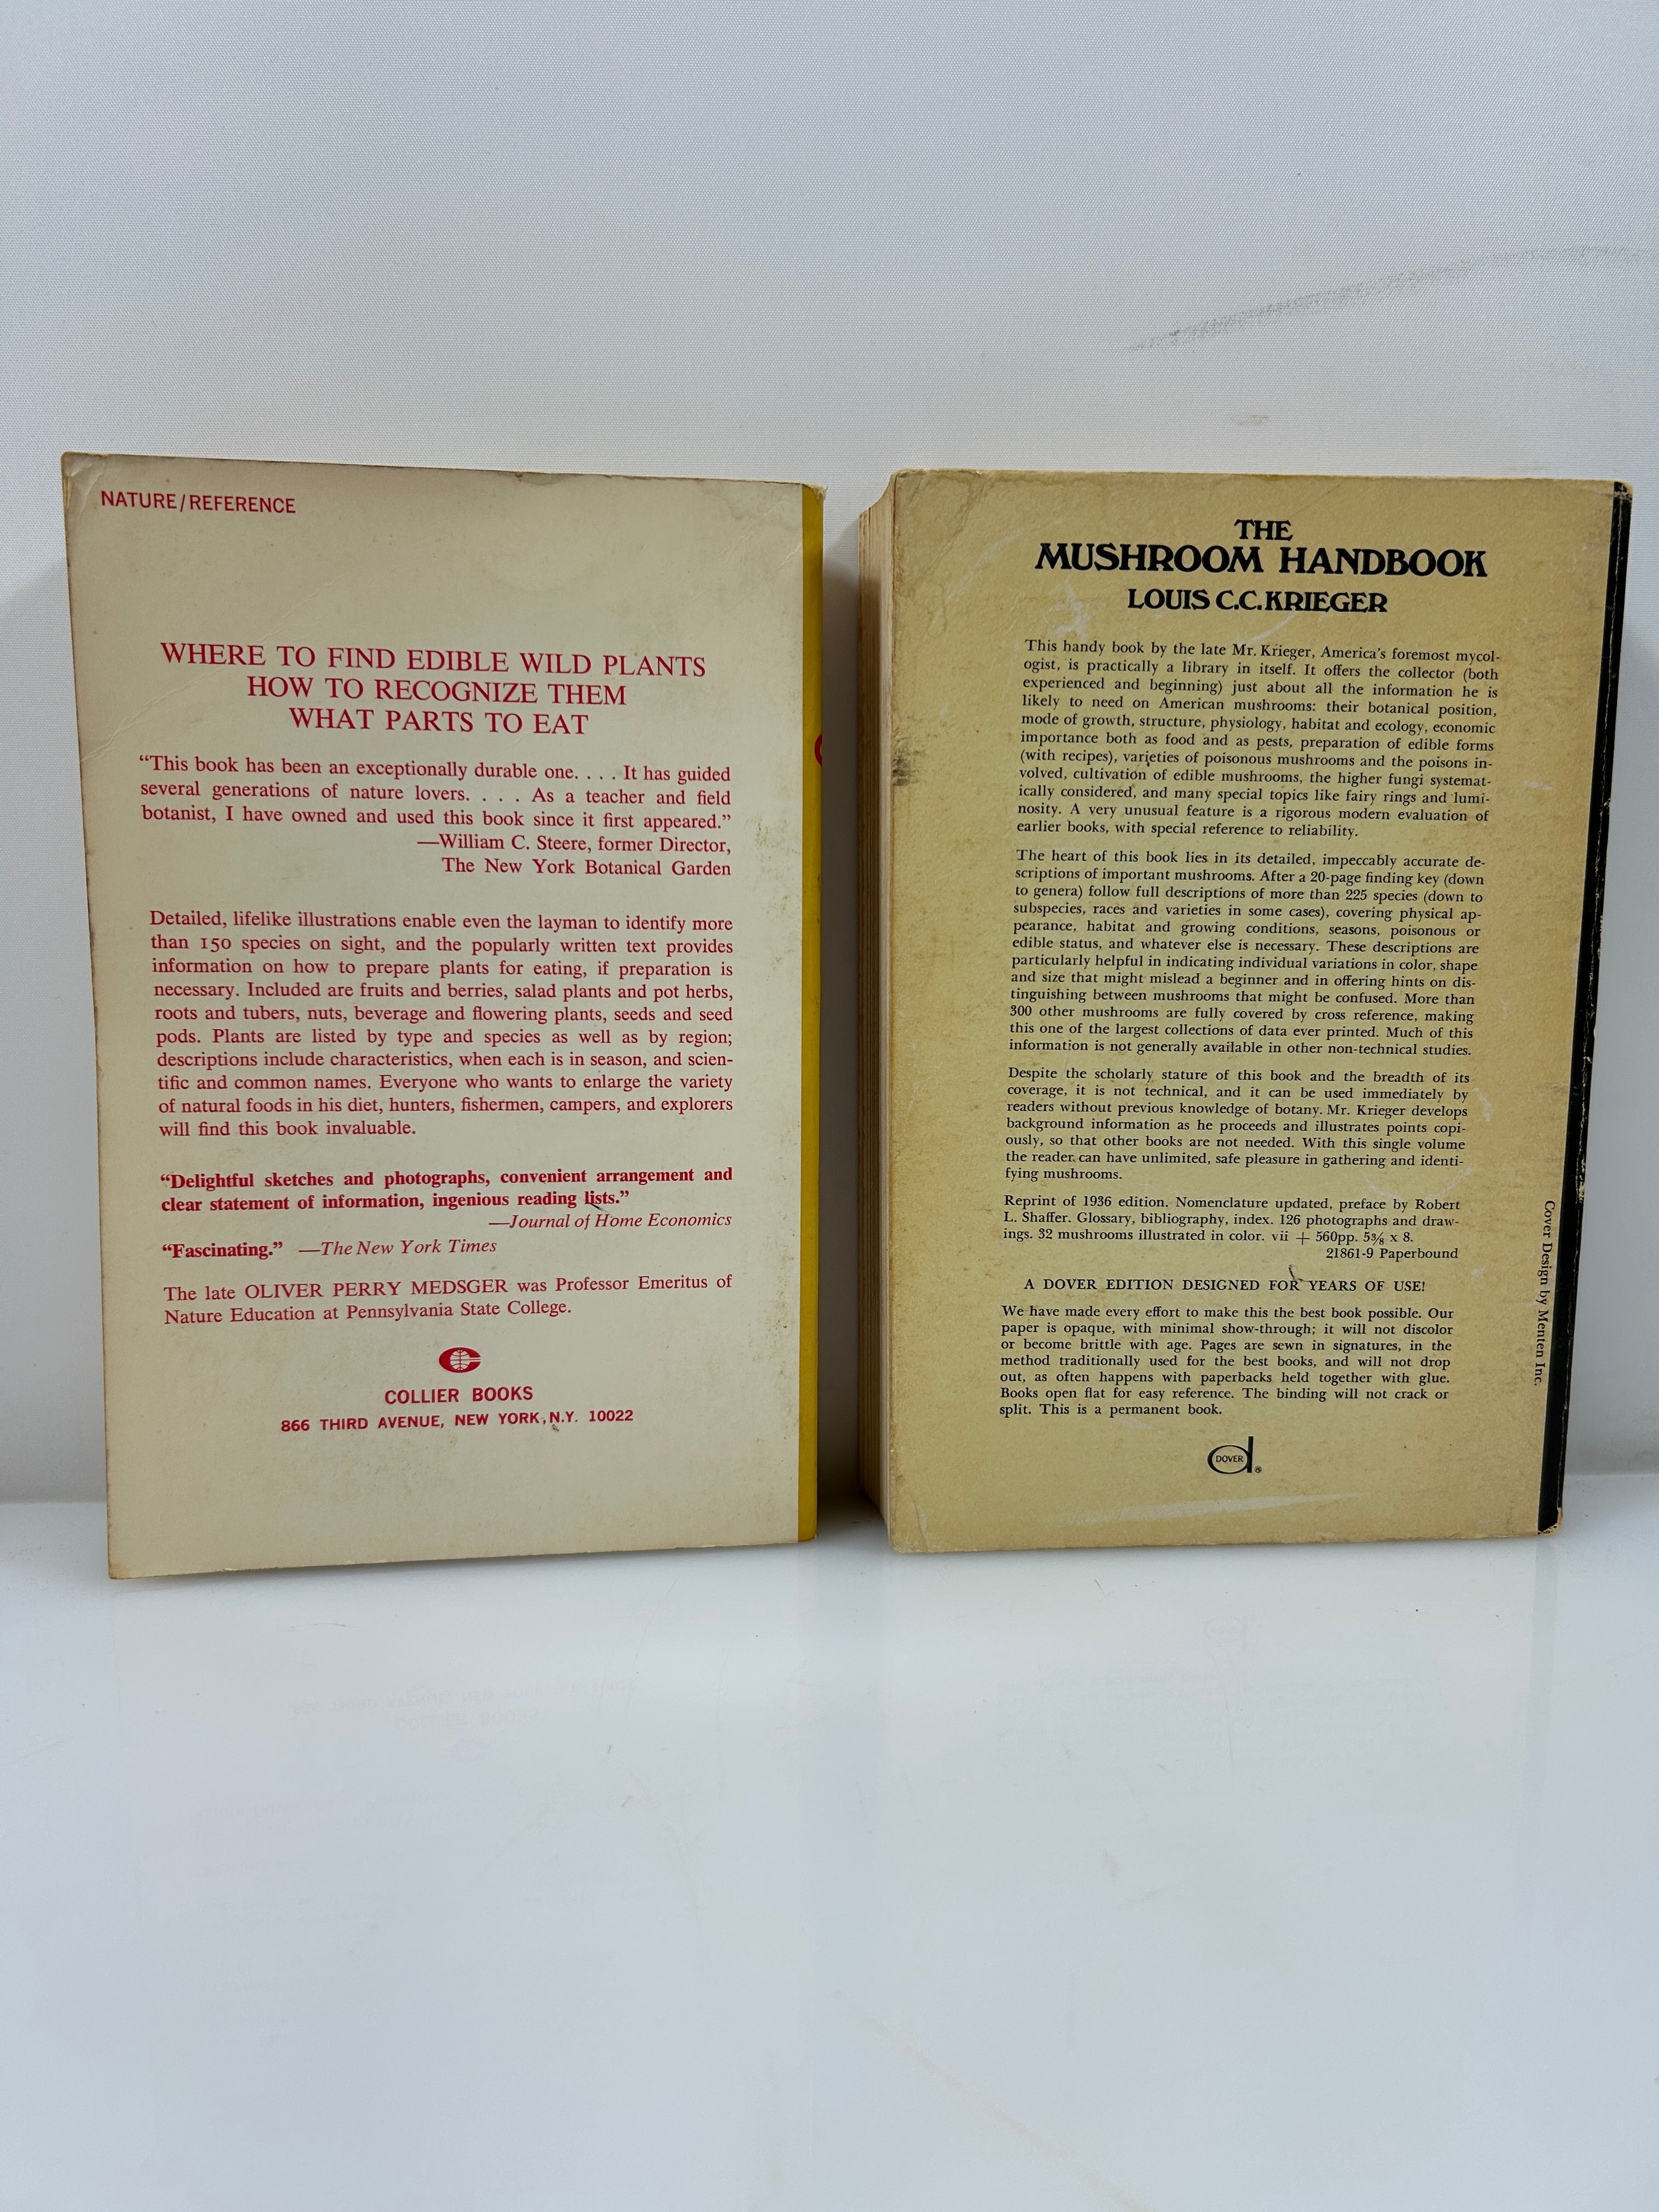 NATURE/REFERENCE
WHERE TO FIND EDIBLE WILD PLANTS
HOW TO RECOGNIZE THEM
WHAT PARTS TO EAT
“This book has been an exceptionally durable one. . . . It has guided
several generations of nature lovers. . . . As a teacher and field
botanist, I have owned and used this book since it first appeared.”
—William C. Steere, former Director,
The New York Botanical Garden
Detailed, lifelike illustrations enable even the layman to identify more
than 150 species on sight, and the popularly written text provides
information on how to prepare plants for eating, if preparation is
necessary. Included are fruits and berries, salad plants and pot herbs,
roots and tubers, nuts, beverage and flowering plants, seeds and seed
pods. Plants are listed by type and species as well as by region;
descriptions include characteristics, when each is in season, and scien-
tific and common names. Everyone who wants to enlarge the variety
of natural foods in his diet, hunters, fishermen, campers, and explorers
will find this book invaluable.
“Delightful sketches and photographs, convenient arrangement and
clear statement of information, ingenious reading lists.”
—Journal of Home Economics
“Fascinating.” —The New York Times
The late OLIVER PERRY MEDSGER was Professor Emeritus of
Nature Education at Pennsylvania State College.
COLLIER BOOKS
866 THIRD AVENUE, NEW YORK, N.Y. 10022
THE
MUSHROOM HANDBOOK
LOUIS C.C. KRIEGER
This handy book by the late Mr. Krieger, America's foremost mycol-
ogist, is practically a library in itself. It offers the collector (both
experienced and beginning) just about all the information he is
likely to need on American mushrooms: their botanical position,
mode of growth, structure, physiology, habitat and ecology, economic
importance both as food and as pests, preparation of edible forms
(with recipes), varieties of poisonous mushrooms and the poisons in-
volved, cultivation of edible mushrooms, the higher fungi systemat-
ically considered, and many special topics like fairy rings and lumi-
nosity. A very unusual feature is a rigorous modern evaluation of
earlier books, with special reference to reliability.
The heart of this book lies in its detailed, impeccably accurate de-
scriptions of important mushrooms. After a 20-page finding key (down
to genera) follow full descriptions of more than 225 species (down to
subspecies, races and varieties in some cases), covering physical ap-
pearance, habitat and growing conditions, seasons, poisonous or
edible status, and whatever else is necessary. These descriptions are
particularly helpful in indicating individual variations in color, shape
and size that might mislead a beginner and in offering hints on dis-
tinguishing between mushrooms that might be confused. More than
300 other mushrooms are fully covered by cross reference, making
this one of the largest collections of data ever printed. Much of this
information is not generally available in other non-technical studies.
Despite the scholarly stature of this book and the breadth of its
coverage, it is not technical, and it can be used immediately by
readers without previous knowledge of botany. Mr. Krieger develops
background information as he proceeds and illustrates points copi-
ously, so that other books are not needed. With this single volume
the reader can have unlimited, safe pleasure in gathering and identi-
fying mushrooms.
Reprint of 1936 edition. Nomenclature updated, preface by Robert
L. Shaffer. Glossary, bibliography, index. 126 photographs and draw-
ings. 32 mushrooms illustrated in color. vii + 560pp. 5⅜ x 8.
21861-9 Paperbound
A DOVER EDITION DESIGNED FOR YEARS OF USE!
We have made every effort to make this the best book possible. Our
paper is opaque, with minimal show-through; it will not discolor
or become brittle with age. Pages are sewn in signatures, in the
method traditionally used for the best books, and will not drop
out, as often happens with paperbacks held together with glue.
Books open flat for easy reference. The binding will not crack or
split. This is a permanent book.
DOVER
Cover Design by Menten Inc.